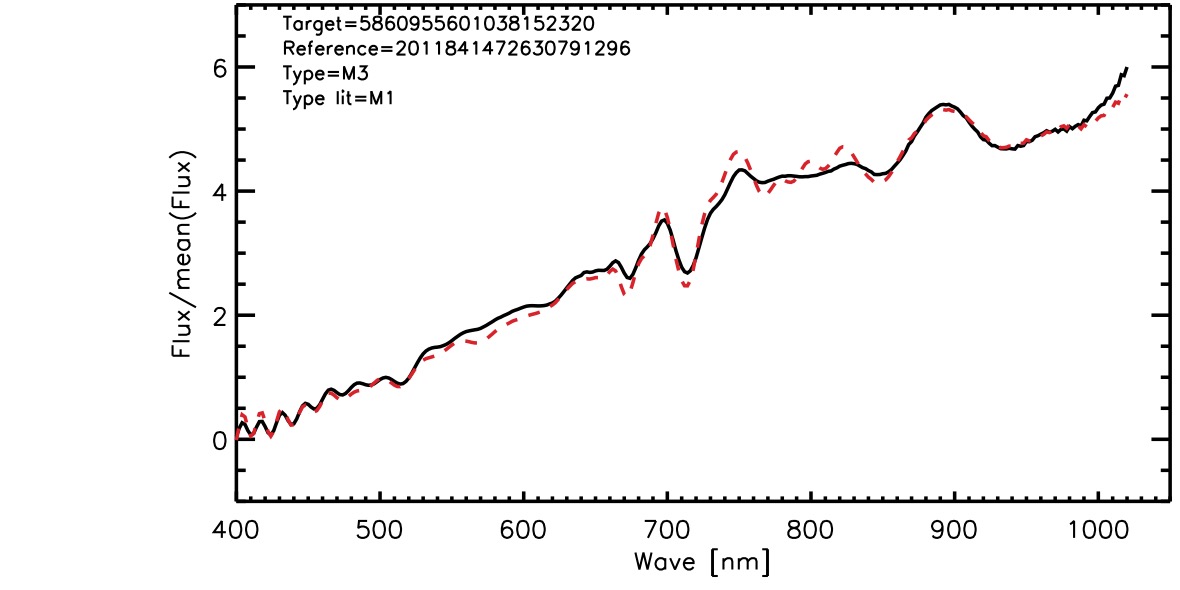 Target=5860955601038152320
Reference=2011841472630791296
Type=M3
Type lit=M1
6
4
2
0
Flux/mean(Flux)
400 500 600 700 800 900 1000
Wave [nm]